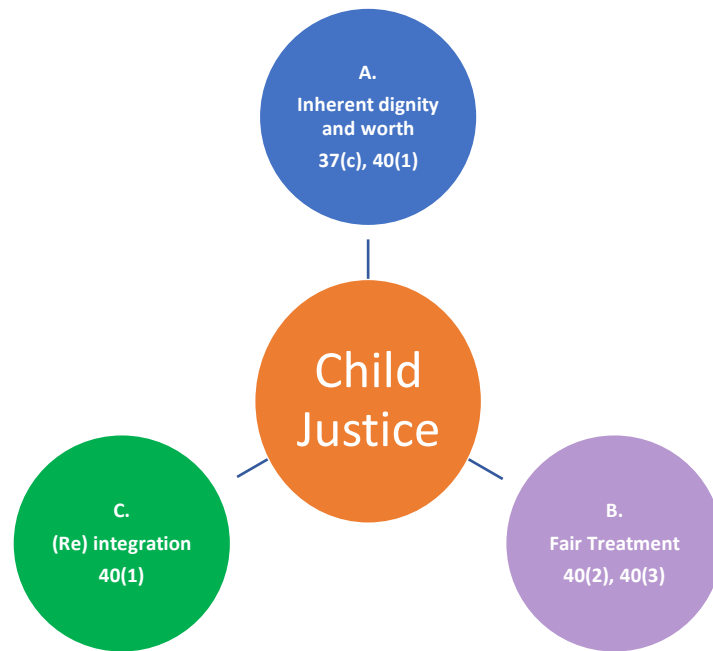 A.
Inherent dignity
and worth
37(c), 40(1)
Child
Justice
C.
(Re) integration
40(1)
B.
Fair Treatment
40(2), 40(3)